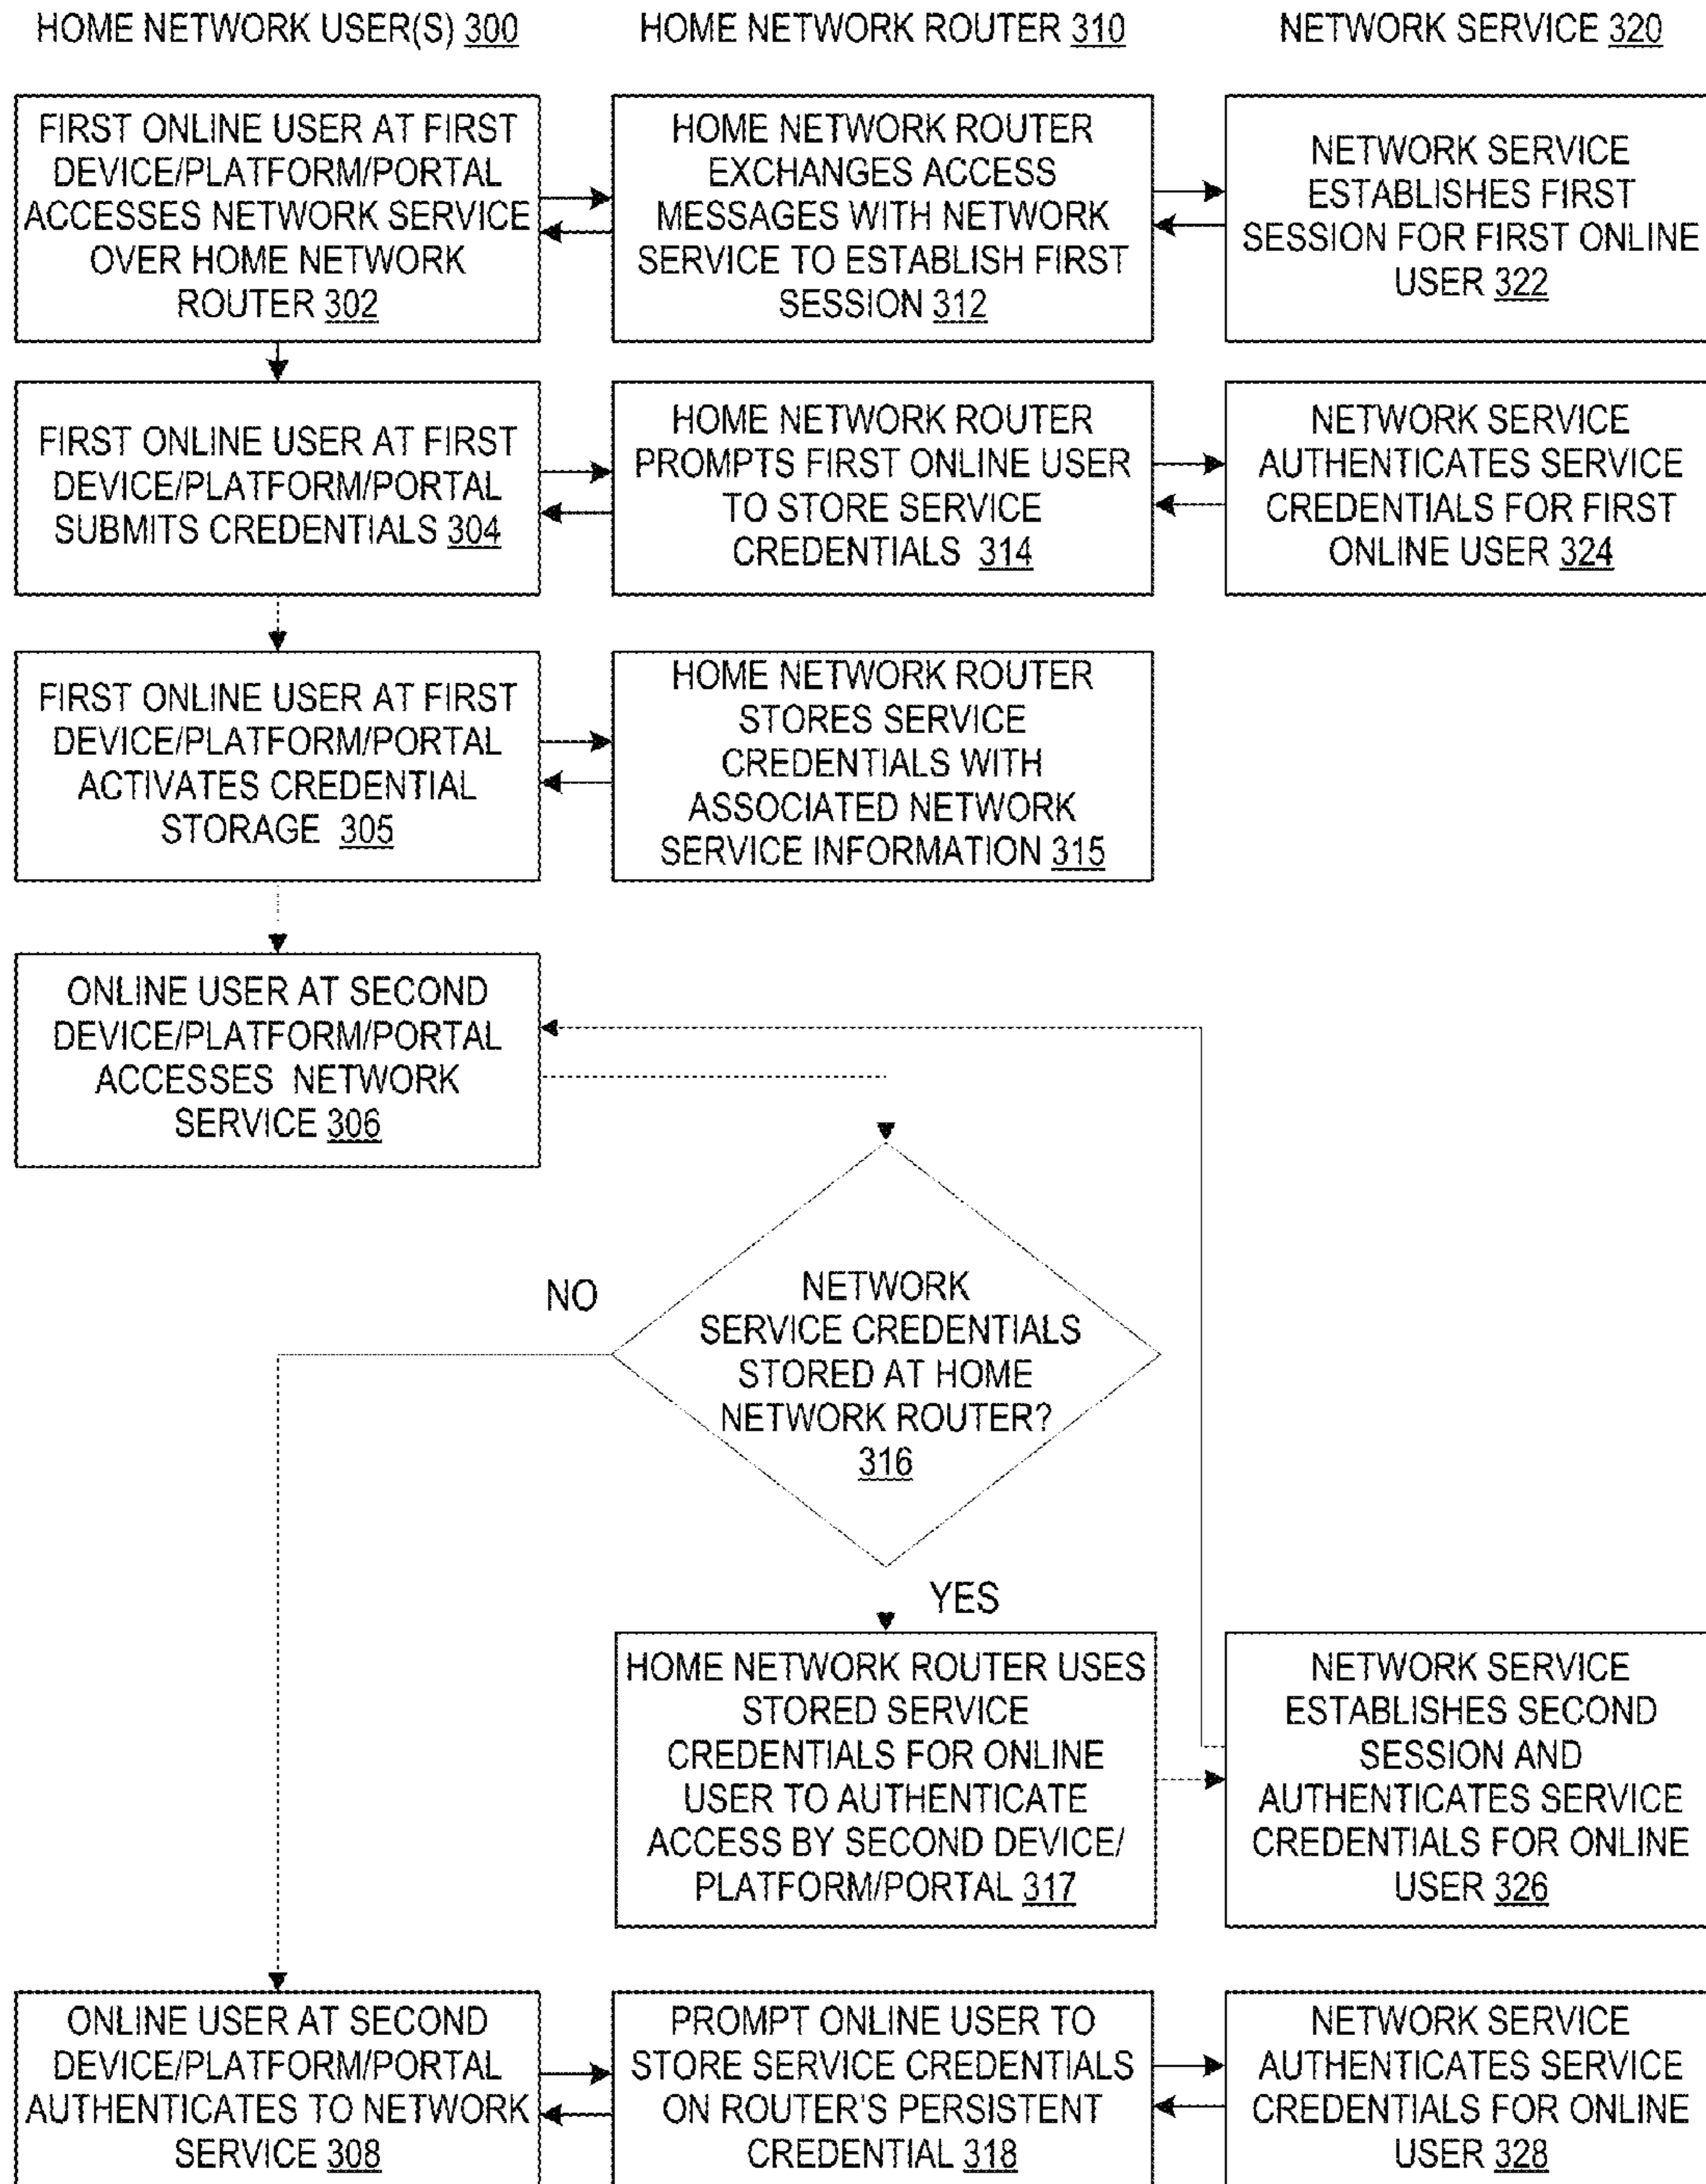 HOME NETWORK USER(S) 300
HOME NETWORK ROUTER 310
NETWORK SERVICE 320
FIRST ONLINE USER AT FIRST
DEVICE/PLATFORM/PORTAL
ACCESSES NETWORK SERVICE
OVER HOME NETWORK
ROUTER 302
HOME NETWORK ROUTER
EXCHANGES ACCESS
MESSAGES WITH NETWORK
SERVICE TO ESTABLISH FIRST
SESSION 312
NETWORK SERVICE
ESTABLISHES FIRST
SESSION FOR FIRST ONLINE
USER 322
FIRST ONLINE USER AT FIRST
DEVICE/PLATFORM/PORTAL
SUBMITS CREDENTIALS 304
HOME NETWORK ROUTER
PROMPTS FIRST ONLINE USER
TO STORE SERVICE
CREDENTIALS 314
NETWORK SERVICE
AUTHENTICATES SERVICE
CREDENTIALS FOR FIRST
ONLINE USER 324
FIRST ONLINE USER AT FIRST
DEVICE/PLATFORM/PORTAL
ACTIVATES CREDENTIAL
STORAGE 305
HOME NETWORK ROUTER
STORES SERVICE
CREDENTIALS WITH
ASSOCIATED NETWORK
SERVICE INFORMATION 315
ONLINE USER AT SECOND
DEVICE/PLATFORM/PORTAL
ACCESSES NETWORK
SERVICE 306
NO
NETWORK
SERVICE CREDENTIALS
STORED AT HOME
NETWORK ROUTER?
316
YES
HOME NETWORK ROUTER USES
STORED SERVICE
CREDENTIALS FOR ONLINE
USER TO AUTHENTICATE
ACCESS BY SECOND DEVICE/
PLATFORM/PORTAL 317
NETWORK SERVICE
ESTABLISHES SECOND
SESSION AND
AUTHENTICATES SERVICE
CREDENTIALS FOR ONLINE
USER 326
ONLINE USER AT SECOND
DEVICE/PLATFORM/PORTAL
AUTHENTICATES TO NETWORK
SERVICE 308
PROMPT ONLINE USER TO
STORE SERVICE CREDENTIALS
ON ROUTER'S PERSISTENT
CREDENTIAL 318
NETWORK SERVICE
AUTHENTICATES SERVICE
CREDENTIALS FOR ONLINE
USER 328